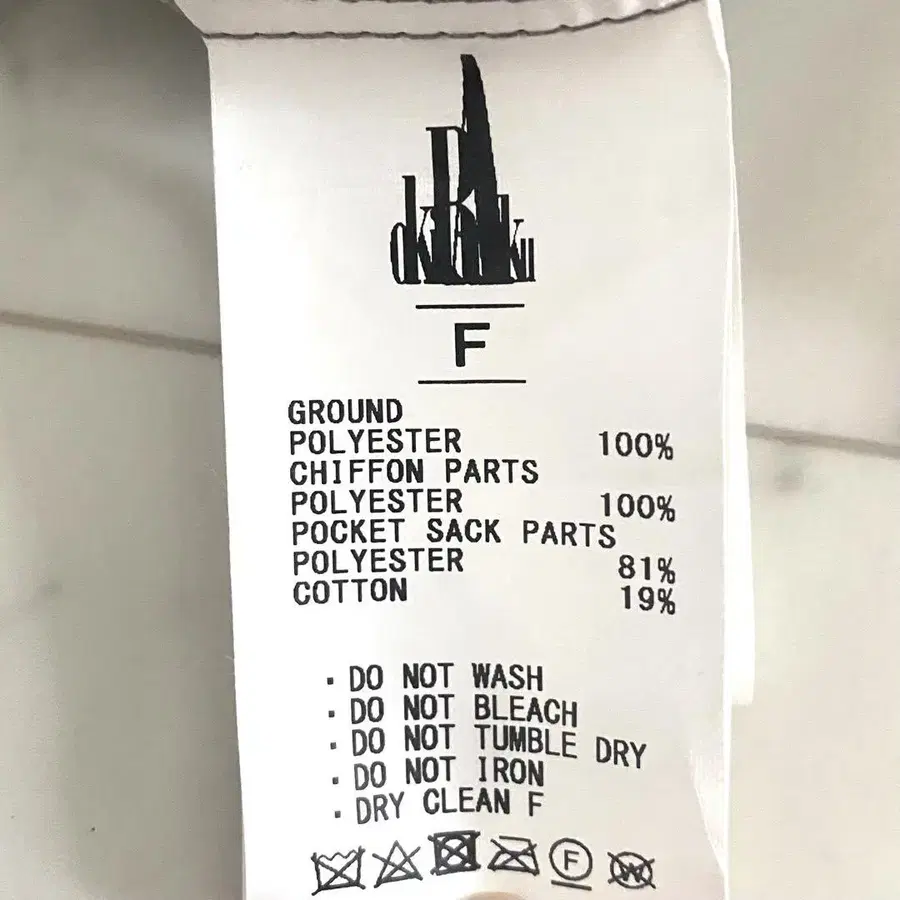 F
GROUND
POLYESTER 100%
CHIFFON PARTS
POLYESTER 100%
POCKET SACK PARTS
POLYESTER 81%
COTTON 19%
· DO NOT WASH
· DO NOT BLEACH
· DO NOT TUMBLE DRY
· DO NOT IRON
· DRY CLEAN F
F W